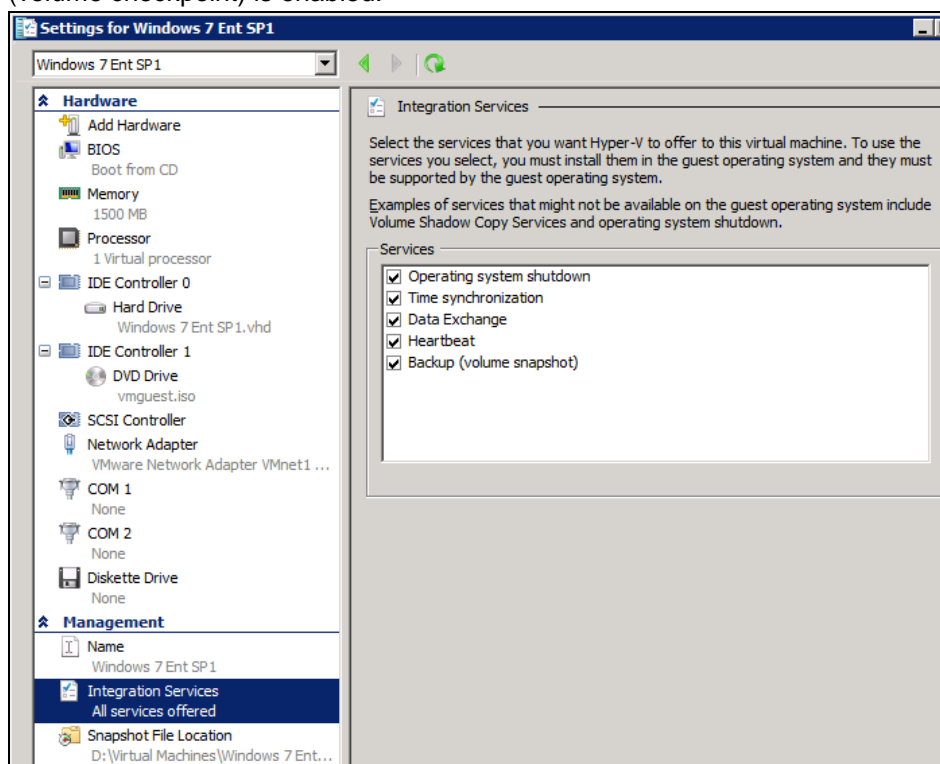 (volume checkpoint) is enabled.
Settings for Windows 7 Ent SP1
Windows 7 Ent SP1
Hardware
Add Hardware
BIOS
Boot from CD
Memory
1500 MB
Processor
1 Virtual processor
IDE Controller 0
Hard Drive
Windows 7 Ent SP1.vhd
IDE Controller 1
DVD Drive
vmguest.iso
SCSI Controller
Network Adapter
VMware Network Adapter VMnet1 ...
COM 1
None
COM 2
None
Diskette Drive
None
Management
Name
Windows 7 Ent SP1
Integration Services
All services offered
Snapshot File Location
D:\Virtual Machines\Windows 7 Ent...
Integration Services
Select the services that you want Hyper-V to offer to this virtual machine. To use the
services you select, you must install them in the guest operating system and they must
be supported by the guest operating system.
Examples of services that might not be available on the guest operating system include
Volume Shadow Copy Services and operating system shutdown.
Services
Operating system shutdown
Time synchronization
Data Exchange
Heartbeat
Backup (volume snapshot)